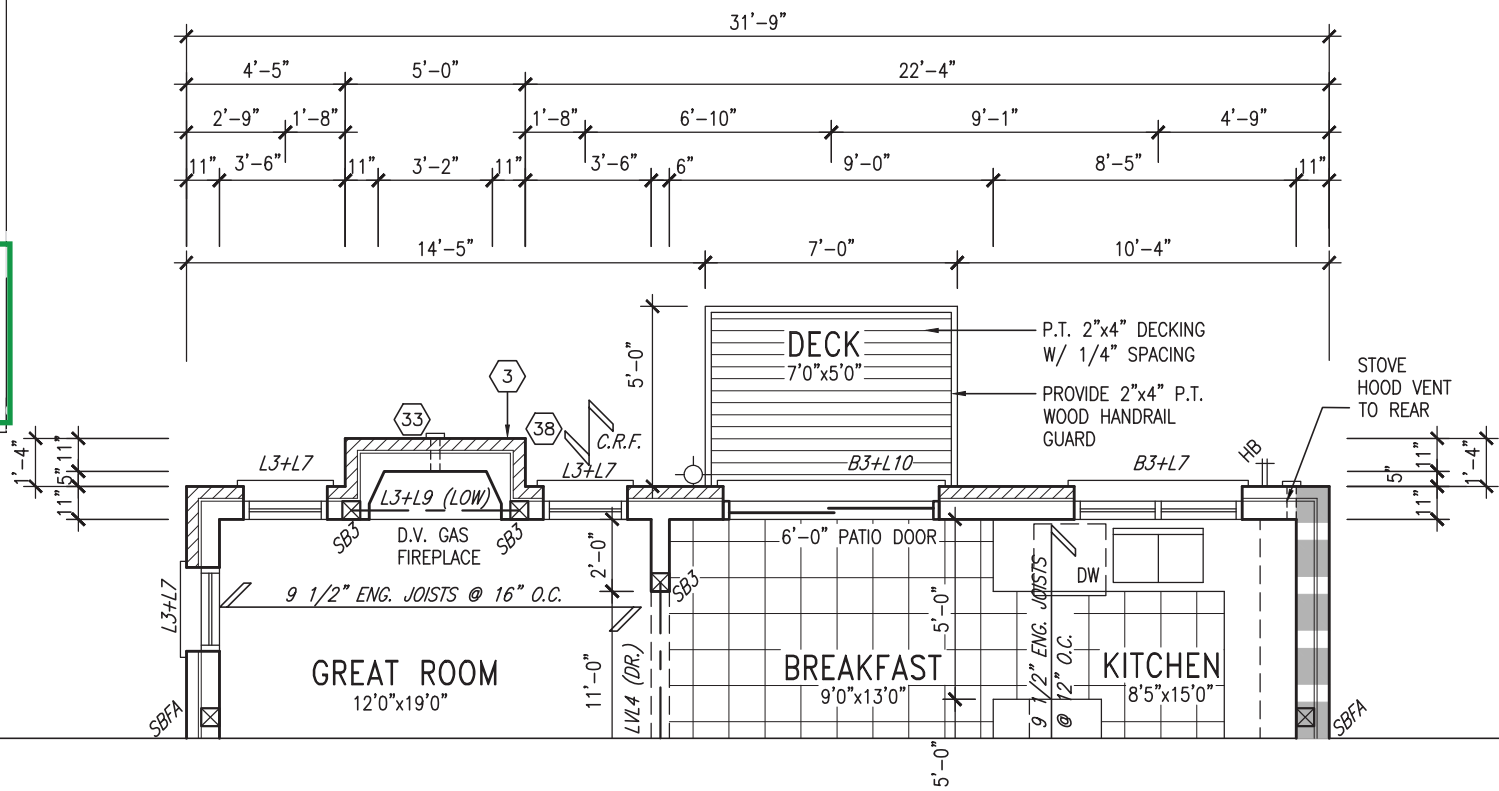 31'-9"
4'-5" 5'-0" 22'-4"
2'-9" 1'-8" 1'-8" 6'-10" 9'-1" 4'-9"
11" 3'-6" 11" 3'-2" 11" 3'-6" 6" 9'-0" 8'-5" 11"
14'-5" 7'-0" 10'-4"
DECK
7'0"x5'0"
5'-0"
P.T. 2"x4" DECKING
W/ 1/4" SPACING
PROVIDE 2"x4" P.T.
WOOD HANDRAIL
GUARD
STOVE
HOOD VENT
TO REAR
3
33
38
C.R.F.
1'-4"
11"
5"
11"
L3+L7
L3+L7
B3+L10
B3+L7
HB
11"
5"
1'-4"
11"
L3+L9 (LOW)
SB3
SB3
D.V. GAS
FIREPLACE
6'-0" PATIO DOOR
2'-0"
SB3
DW
L3+L7
9 1/2" ENG. JOISTS @ 16" O.C.
5'-0"
9 1/2" ENG. JOISTS
@ 12" O.C.
GREAT ROOM
12'0"x19'0"
11'-0"
LVL4 (DR.)
BREAKFAST
9'0"x13'0"
KITCHEN
8'5"x15'0"
SBFA
SBFA
5'-0"